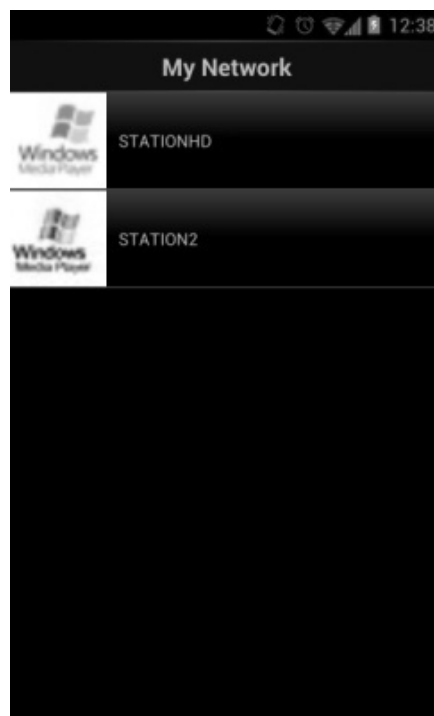 12:38
My Network
Windows
Media Player
STATIONHD
Windows
Media Player
STATION2